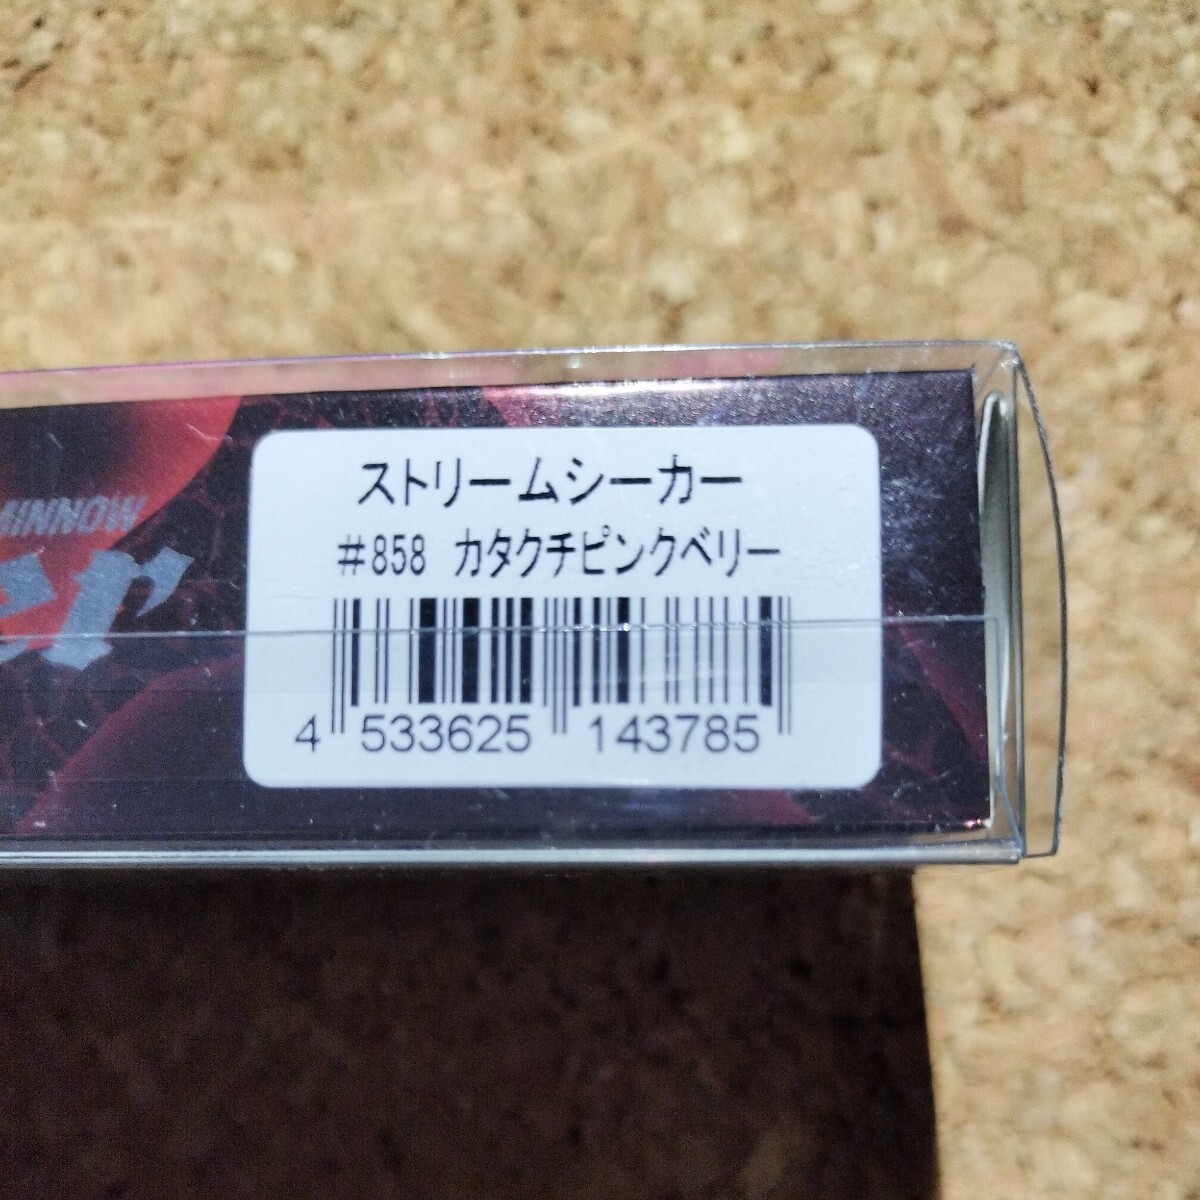 ストリームシーカー
#858 カタクチピンクベリー
4 533625 143785
MINNOW
er